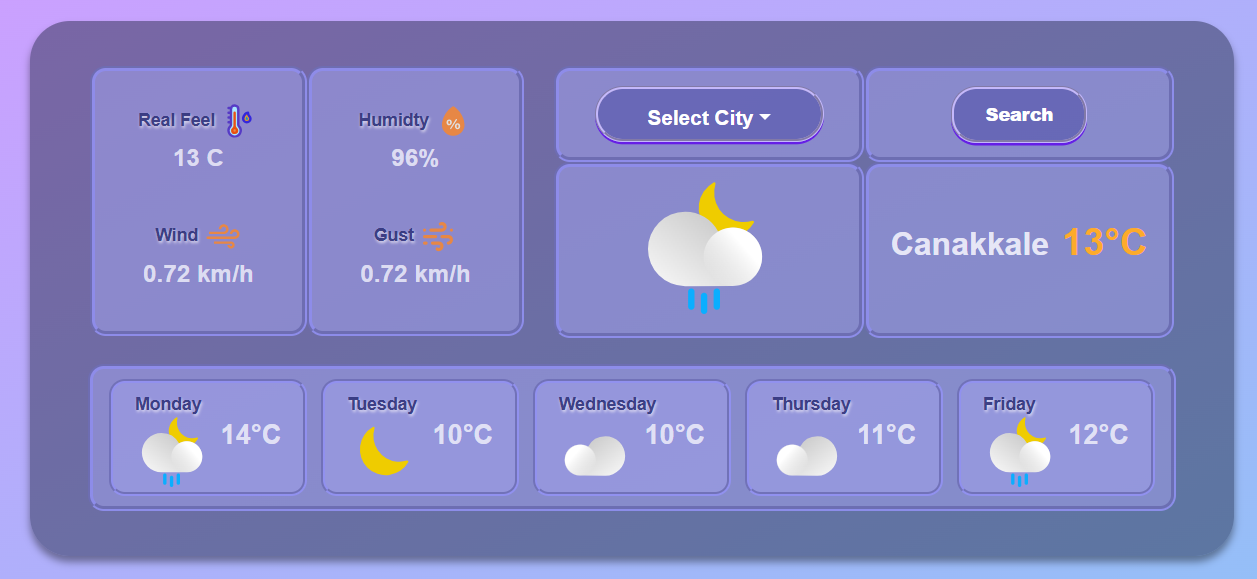 Real Feel
13 C
Humidty
%
96%
Wind
0.72 km/h
Gust
0.72 km/h
Select City
Search
Canakkale 13°C
Monday
14°C
Tuesday
10°C
Wednesday
10°C
Thursday
11°C
Friday
12°C